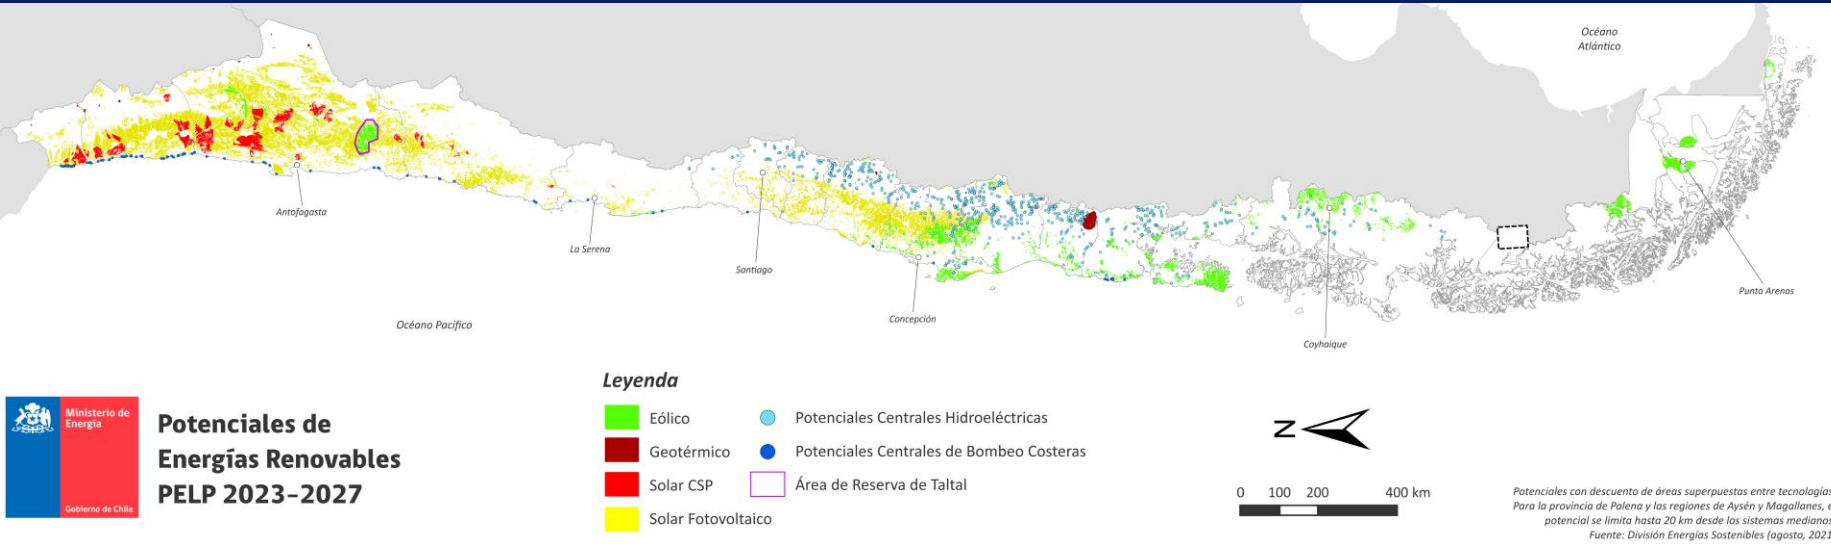 Océano
Atlántico
Antofagasta
La Serena
Santiago
Concepción
Coyhaique
Punta Arenas
Océano Pacífico
Ministerio de
Energía
Gobierno de Chile
Potenciales de
Energías Renovables
PELP 2023-2027
Leyenda
Eólico
Geotérmico
Solar CSP
Solar Fotovoltaico
Potenciales Centrales Hidroeléctricas
Potenciales Centrales de Bombeo Costeras
Área de Reserva de Taltal
N
0 100 200 400 km
Potenciales con descuento de áreas superpuestas entre tecnologías
Para la provincia de Palena y las regiones de Aysén y Magallanes, e
potencial se limita hasta 20 km desde los sistemas medianos
Fuente: División Energías Sostenibles (agosto, 2021